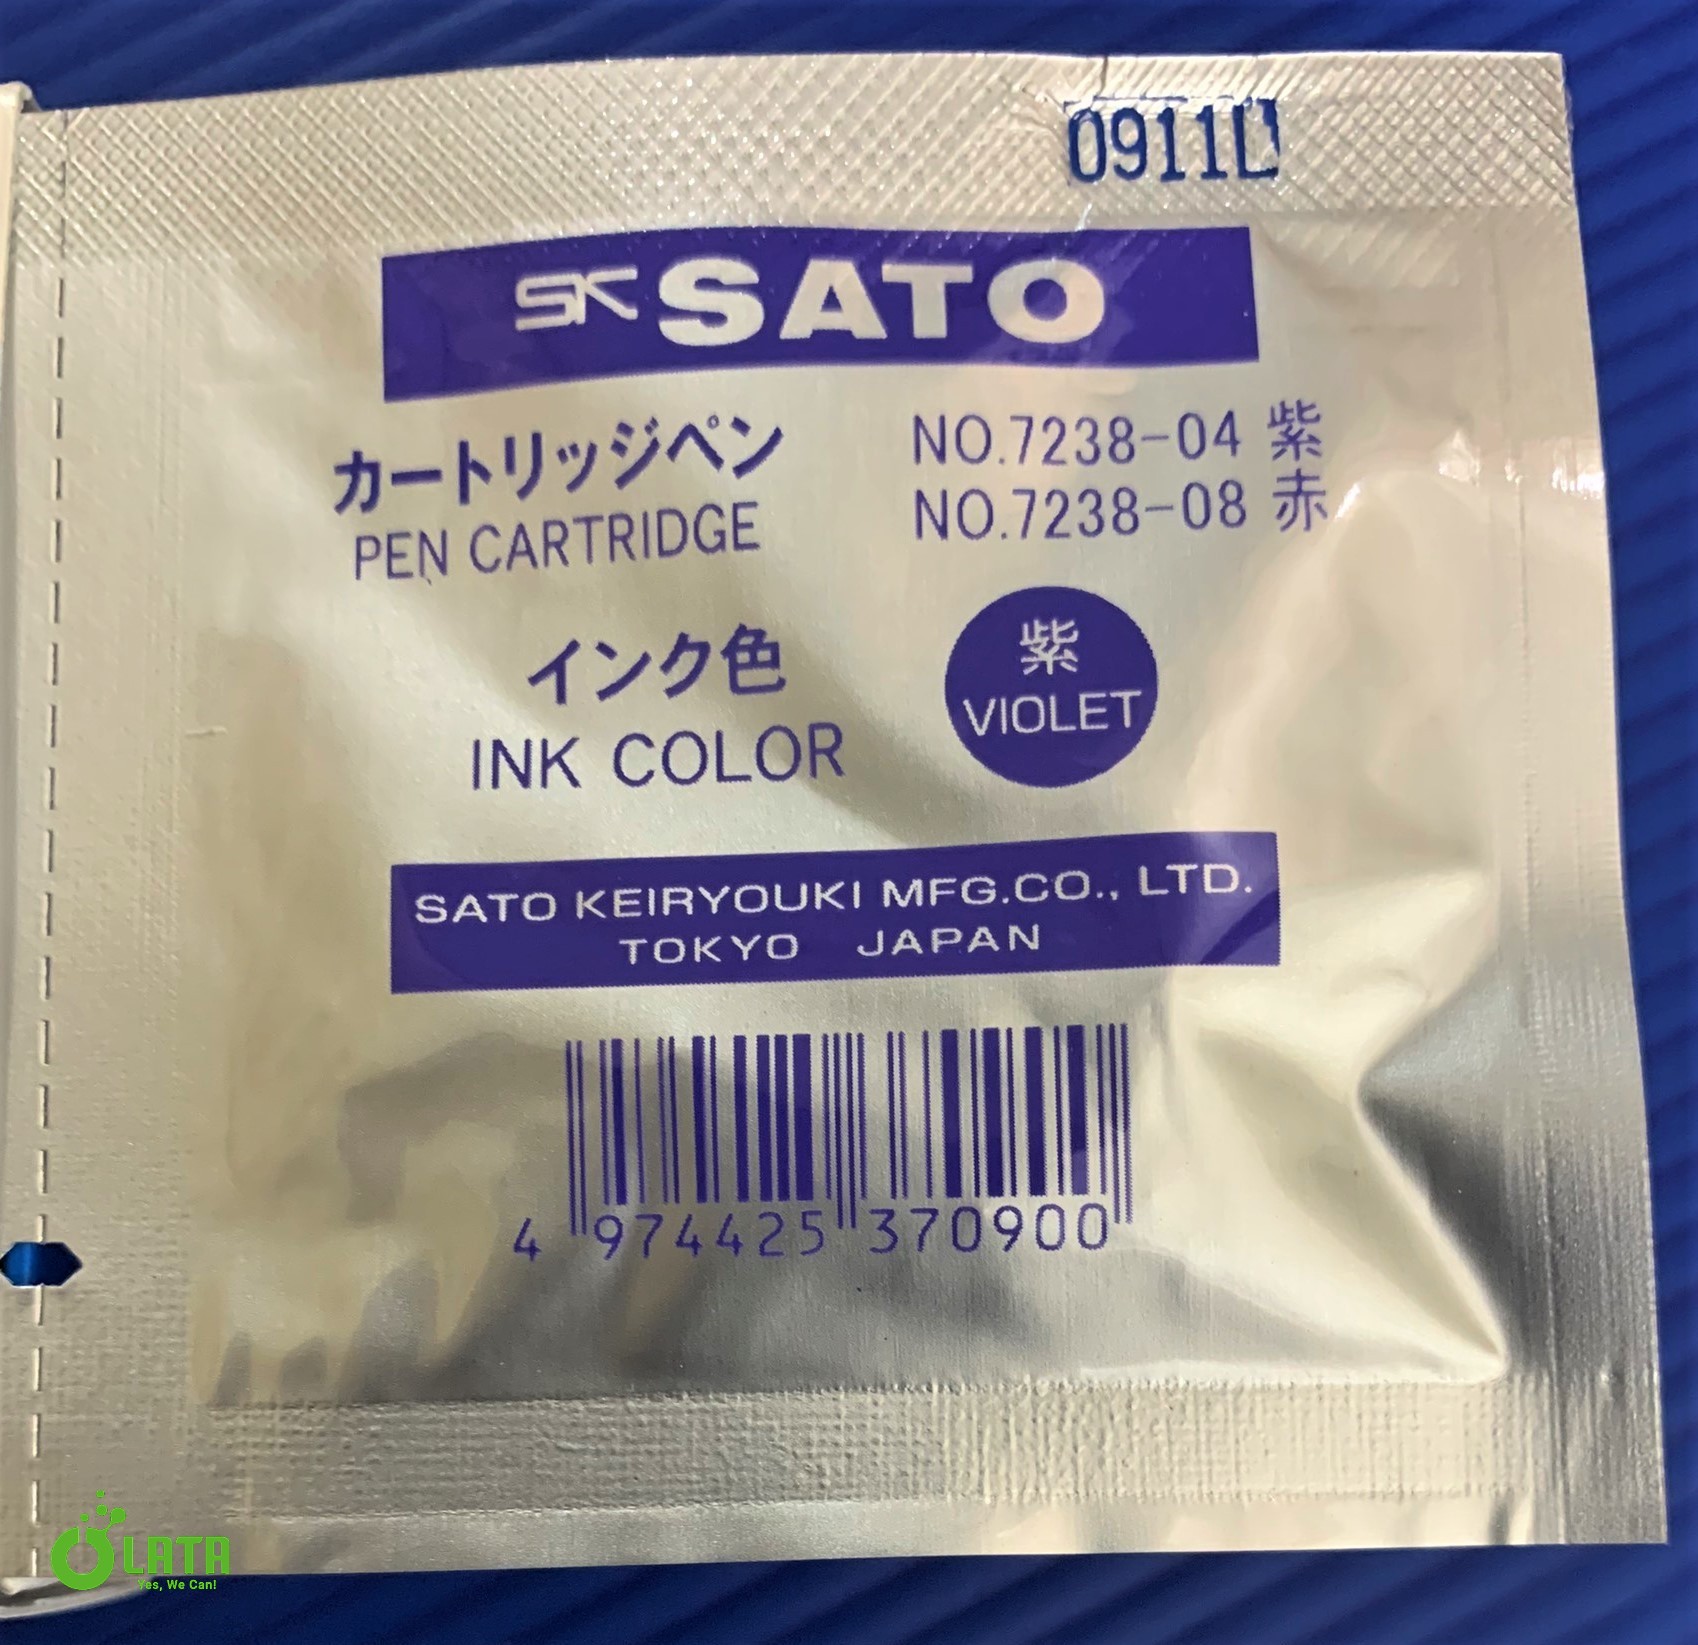 0911L
SK SATO
カートリッジペン
PEN CARTRIDGE
NO.7238-04 紫
NO.7238-08 赤
インク色
INK COLOR
紫
VIOLET
SATO KEIRYOUKI MFG.CO., LTD.
TOKYO JAPAN
4 974425 370900
LATA
Yes, We Can!